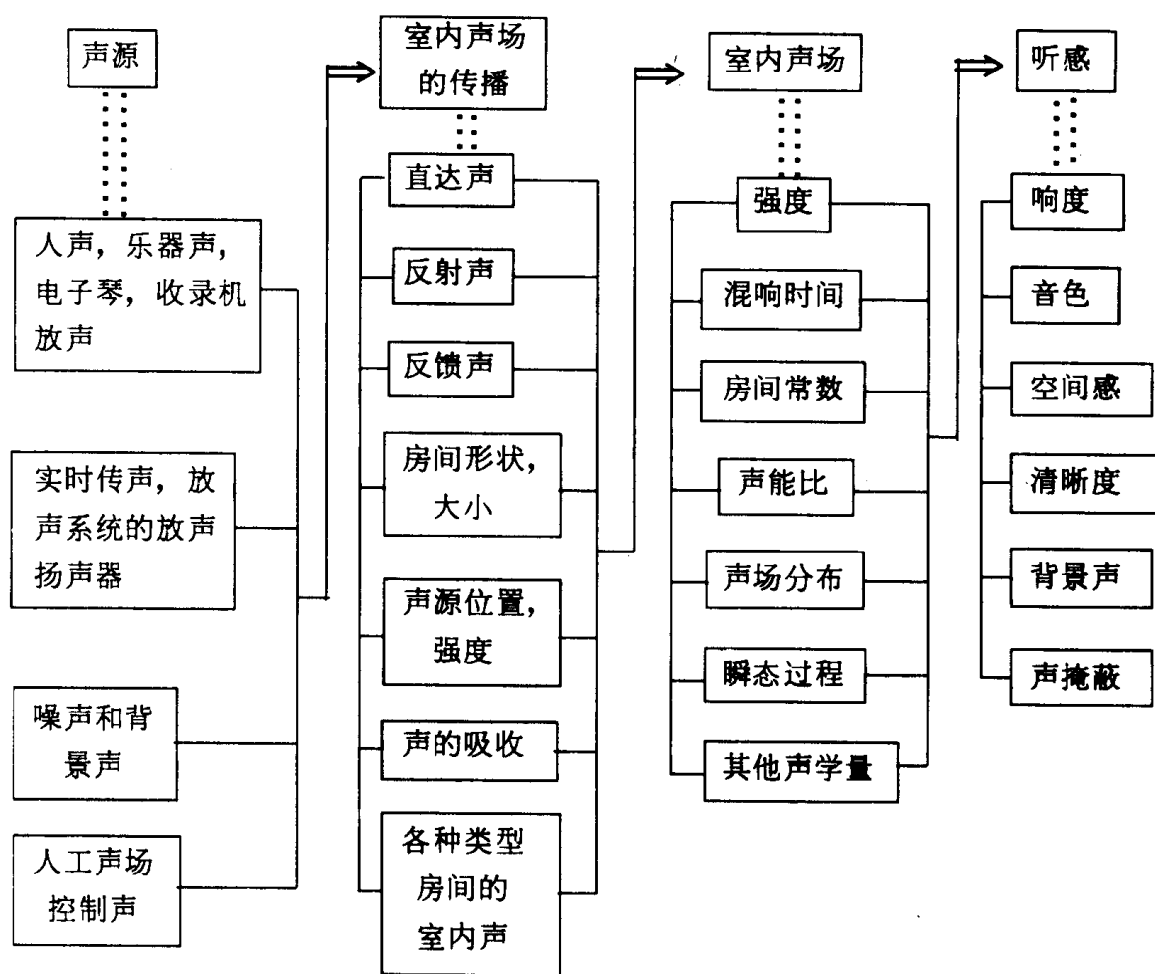 声源
人声，乐器声，
电子琴，收录机
放声
实时传声，放
声系统的放声
扬声器
噪声和背
景声
人工声场
控制声
室内声场
的传播
直达声
反射声
反馈声
房间形状，
大小
声源位置，
强度
声的吸收
各种类型
房间的
室内声
室内声场
强度
混响时间
房间常数
声能比
声场分布
瞬态过程
其他声学量
听感
响度
音色
空间感
清晰度
背景声
声掩蔽